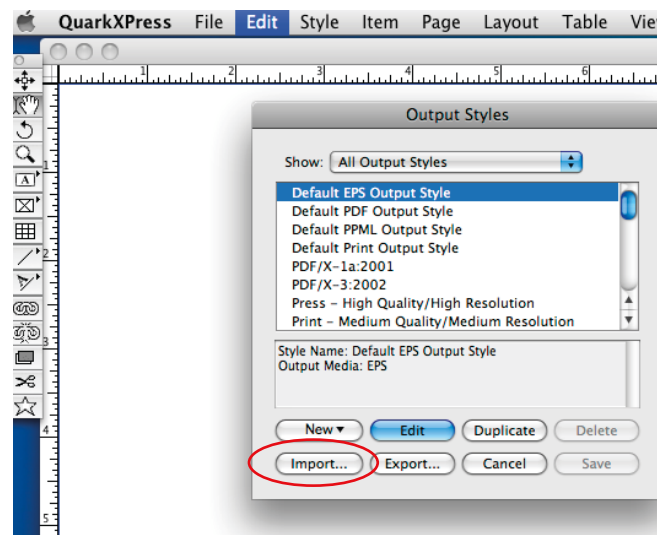 QuarkXPress File Edit Style Item Page Layout Table Vie
1 2 3 4 5 6
Output Styles
Show: All Output Styles
Default EPS Output Style
Default PDF Output Style
Default PPML Output Style
Default Print Output Style
PDF/X-1a:2001
PDF/X-3:2002
Press – High Quality/High Resolution
Print – Medium Quality/Medium Resolution
Style Name: Default EPS Output Style
Output Media: EPS
New Edit Duplicate Delete
Import... Export... Cancel Save
A
1
2
3
4
5